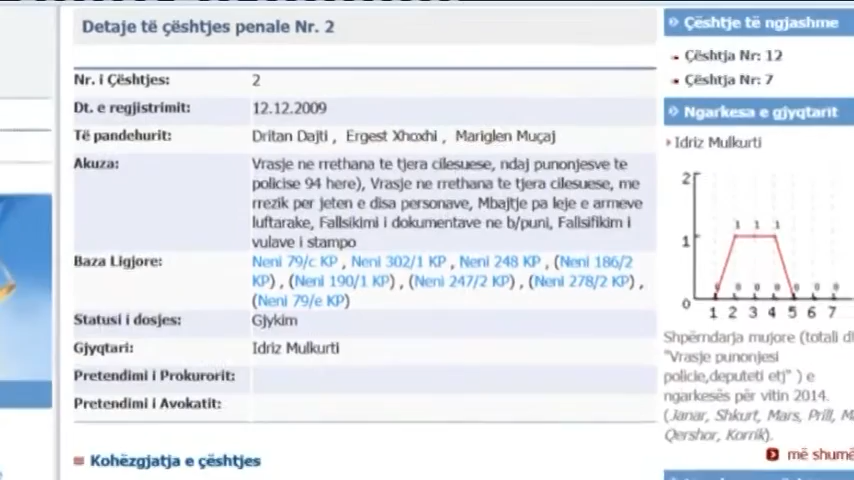 Detaje të çështjes penale Nr. 2
Nr. i Çështjes: 2
Dt. e regjistrimit: 12.12.2009
Të pandehurit: Dritan Dajti , Ergest Xhoxhi , Mariglen Muçaj
Akuza: Vrasje ne rrethana te tjera cilesuese, ndaj punonjesve te
policise 94 here), Vrasje ne rrethana te tjera cilesuese, me
rrezik per jeten e disa personave, Mbajtje pa leje e armeve
luftarake, Fallsikimi i dokumentave ne b/puni, Falisifikim i
vulave i stampo
Baza Ligjore: Neni 79/c KP , Neni 302/1 KP , Neni 248 KP , (Neni 186/2
KP) , (Neni 190/1 KP) , (Neni 247/2 KP) , (Neni 278/2 KP) ,
(Neni 79/e KP)
Statusi i dosjes: Gjykim
Gjyqtari: Idriz Mulkurti
Pretendimi i Prokurorit:
Pretendimi i Avokatit:
Kohëzgjatja e çështjes
Çështje të ngjashme
Çështja Nr: 12
Çështja Nr: 7
Ngarkesa e gjyqtarit
Idriz Mulkurti
2
1 1 1
1
0 0 0 0 0
0
1 2 3 4 5 6 7
Shpërndarja mujore (totali di
"Vrasje punonjesi
policie,deputeti etj" ) e
ngarkesës për vitin 2014.
(Janar, Shkurt, Mars, Prill, M
Qershor, Korrik).
më shumë